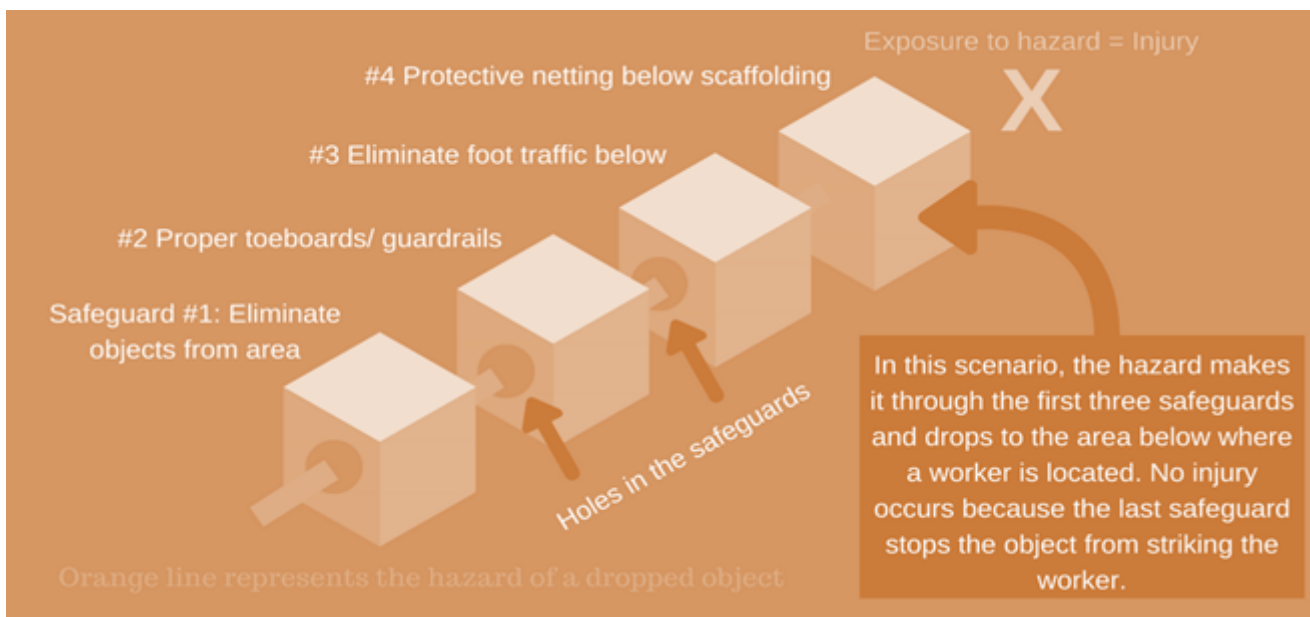 Exposure to hazard = Injury
X
#4 Protective netting below scaffolding
#3 Eliminate foot traffic below
#2 Proper toeboards/ guardrails
Safeguard #1: Eliminate
objects from area
Holes in the safeguards
In this scenario, the hazard makes
it through the first three safeguards
and drops to the area below where
a worker is located. No injury
occurs because the last safeguard
stops the object from striking the
worker.
Orange line represents the hazard of a dropped object